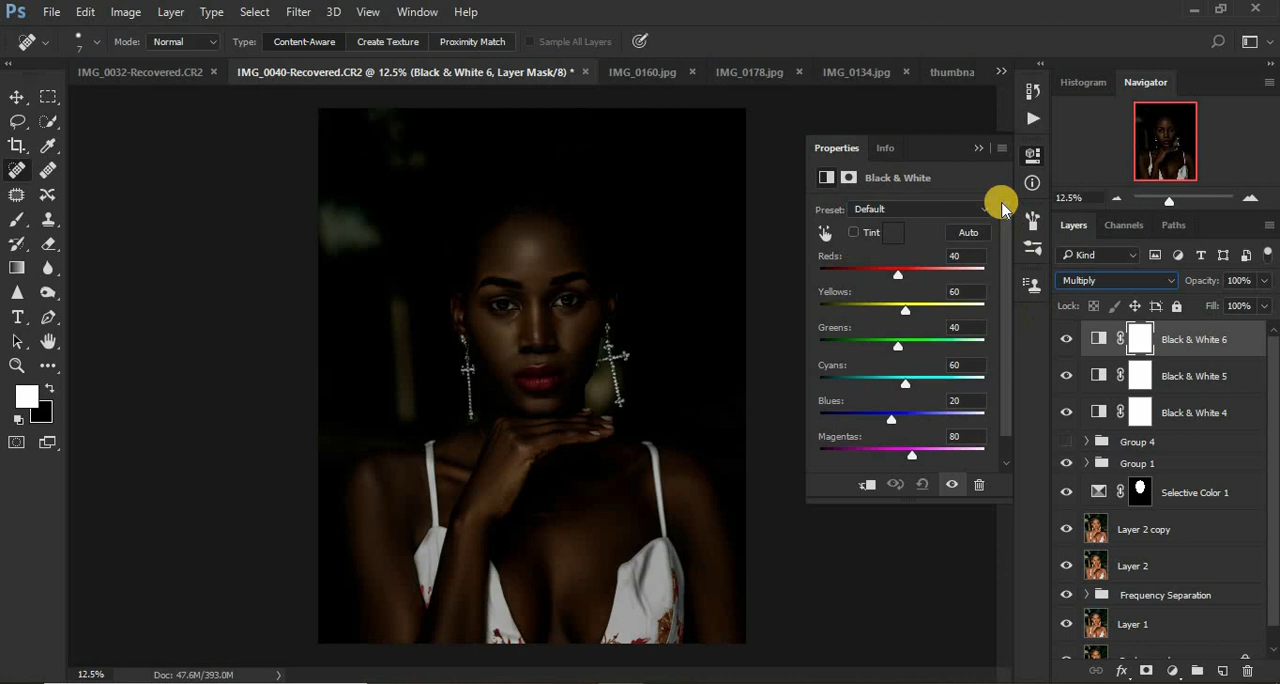 Ps File Edit Image Layer Type Select Filter 3D View Window Help
7 Mode: Normal Type: Content-Aware Create Texture Proximity Match Sample All Layers
IMG_0032-Recovered.CR2 × IMG_0040-Recovered.CR2 @ 12.5% (Black & White 6, Layer Mask/8) * × IMG_0160.jpg × IMG_0178.jpg × IMG_0134.jpg × thumbna
Histogram Navigator
12.5%
Properties Info
Black & White
Preset: Default
Tint Auto
Reds: 40
Yellows: 60
Greens: 40
Cyans: 60
Blues: 20
Magentas: 80
Layers Channels Paths
Kind
Multiply Opacity: 100%
Lock: Fill: 100%
Black & White 6
Black & White 5
Black & White 4
Group 4
Group 1
Selective Color 1
Layer 2 copy
Layer 2
Frequency Separation
Layer 1
12.5% Doc: 47.6M/393.0M